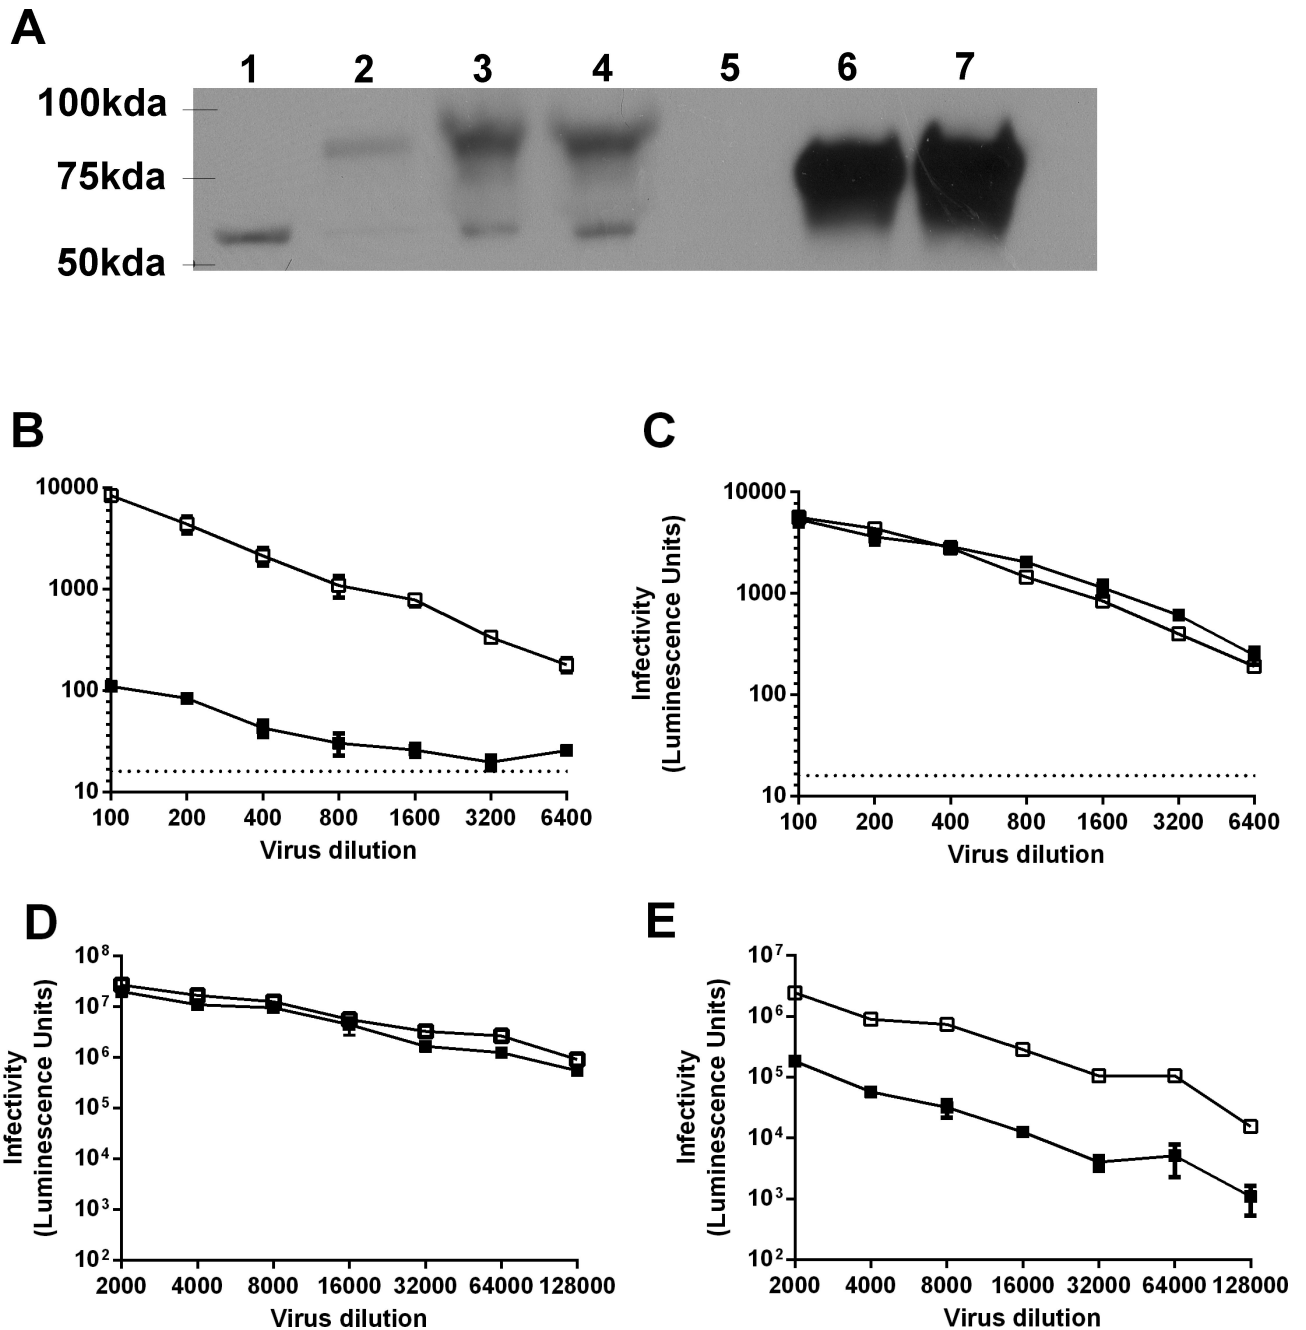 A
1 2 3 4 5 6 7
100kda
75kda
50kda
B
10000
1000
100
10
100 200 400 800 1600 3200 6400
Virus dilution
C
Infectivity
(Luminescence Units)
10000
1000
100
10
100 200 400 800 1600 3200 6400
Virus dilution
D
Infectivity
(Luminescence Units)
10⁸
10⁷
10⁶
10⁵
10⁴
10³
10²
2000 4000 8000 16000 32000 64000 128000
Virus dilution
E
Infectivity
(Luminescence Units)
10⁷
10⁶
10⁵
10⁴
10³
10²
2000 4000 8000 16000 32000 64000 128000
Virus dilution